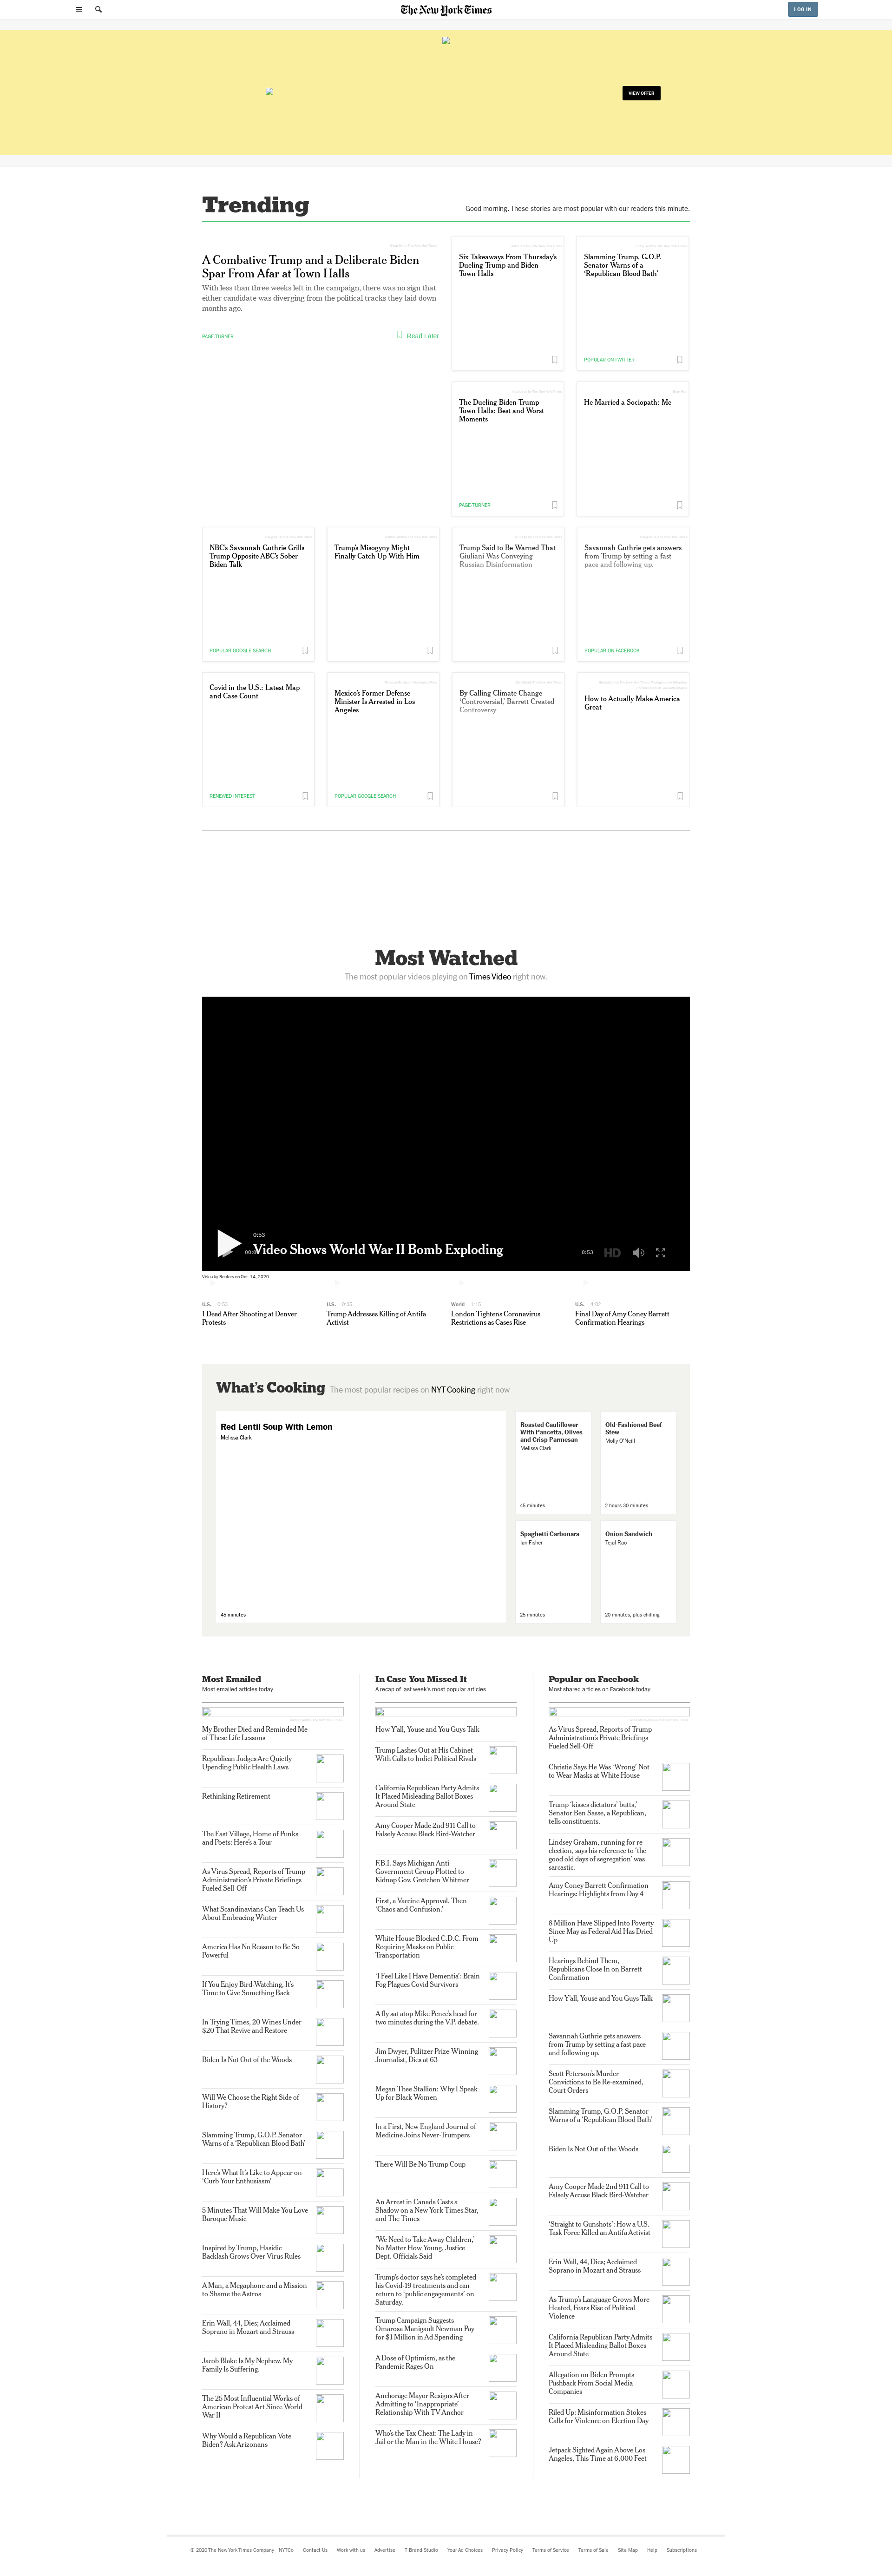 The New York Times
LOG IN
VIEW OFFER
Trending
Good morning. These stories are most popular with our readers this minute.
A Combative Trump and a Deliberate Biden
Spar From Afar at Town Halls
With less than three weeks left in the campaign, there was no sign that
either candidate was diverging from the political tracks they laid down
months ago.
PAGE-TURNER
Read Later
Six Takeaways From Thursday's
Dueling Trump and Biden
Town Halls
Slamming Trump, G.O.P.
Senator Warns of a
'Republican Blood Bath'
POPULAR ON TWITTER
The Dueling Biden-Trump
Town Halls: Best and Worst
Moments
PAGE-TURNER
He Married a Sociopath: Me
NBC's Savannah Guthrie Grills
Trump Opposite ABC's Sober
Biden Talk
POPULAR GOOGLE SEARCH
Trump's Misogyny Might
Finally Catch Up With Him
Trump Said to Be Warned That
Giuliani Was Conveying
Russian Disinformation
Savannah Guthrie gets answers
from Trump by setting a fast
pace and following up.
POPULAR ON FACEBOOK
Covid in the U.S.: Latest Map
and Case Count
RENEWED INTEREST
Mexico's Former Defense
Minister Is Arrested in Los
Angeles
POPULAR GOOGLE SEARCH
By Calling Climate Change
'Controversial,' Barrett Created
Controversy
How to Actually Make America
Great
Most Watched
The most popular videos playing on Times Video right now.
0:53
Video Shows World War II Bomb Exploding
0:53
HD
Video by Reuters on Oct. 14, 2020.
U.S. 0:53
1 Dead After Shooting at Denver
Protests
U.S. 0:35
Trump Addresses Killing of Antifa
Activist
World 1:15
London Tightens Coronavirus
Restrictions as Cases Rise
U.S. 4:02
Final Day of Amy Coney Barrett
Confirmation Hearings
What's Cooking The most popular recipes on NYT Cooking right now
Red Lentil Soup With Lemon
Melissa Clark
45 minutes
Roasted Cauliflower
With Pancetta, Olives
and Crisp Parmesan
Melissa Clark
45 minutes
Old-Fashioned Beef
Stew
Molly O'Neill
2 hours 30 minutes
Spaghetti Carbonara
Ian Fisher
25 minutes
Onion Sandwich
Tejal Rao
20 minutes, plus chilling
Most Emailed
Most emailed articles today
My Brother Died and Reminded Me
of These Life Lessons
Republican Judges Are Quietly
Upending Public Health Laws
Rethinking Retirement
The East Village, Home of Punks
and Poets: Here's a Tour
As Virus Spread, Reports of Trump
Administration's Private Briefings
Fueled Sell-Off
What Scandinavians Can Teach Us
About Embracing Winter
America Has No Reason to Be So
Powerful
If You Enjoy Bird-Watching, It's
Time to Give Something Back
In Trying Times, 20 Wines Under
$20 That Revive and Restore
Biden Is Not Out of the Woods
Will We Choose the Right Side of
History?
Slamming Trump, G.O.P. Senator
Warns of a 'Republican Blood Bath'
Here's What It's Like to Appear on
'Curb Your Enthusiasm'
5 Minutes That Will Make You Love
Baroque Music
Inspired by Trump, Hasidic
Backlash Grows Over Virus Rules
A Man, a Megaphone and a Mission
to Shame the Astros
Erin Wall, 44, Dies; Acclaimed
Soprano in Mozart and Strauss
Jacob Blake Is My Nephew. My
Family Is Suffering.
The 25 Most Influential Works of
American Protest Art Since World
War II
Why Would a Republican Vote
Biden? Ask Arizonans
In Case You Missed It
A recap of last week's most popular articles
How Y'all, Youse and You Guys Talk
Trump Lashes Out at His Cabinet
With Calls to Indict Political Rivals
California Republican Party Admits
It Placed Misleading Ballot Boxes
Around State
Amy Cooper Made 2nd 911 Call to
Falsely Accuse Black Bird-Watcher
F.B.I. Says Michigan Anti-
Government Group Plotted to
Kidnap Gov. Gretchen Whitmer
First, a Vaccine Approval. Then
'Chaos and Confusion.'
White House Blocked C.D.C. From
Requiring Masks on Public
Transportation
'I Feel Like I Have Dementia': Brain
Fog Plagues Covid Survivors
A fly sat atop Mike Pence's head for
two minutes during the V.P. debate.
Jim Dwyer, Pulitzer Prize-Winning
Journalist, Dies at 63
Megan Thee Stallion: Why I Speak
Up for Black Women
In a First, New England Journal of
Medicine Joins Never-Trumpers
There Will Be No Trump Coup
An Arrest in Canada Casts a
Shadow on a New York Times Star,
and The Times
'We Need to Take Away Children,'
No Matter How Young, Justice
Dept. Officials Said
Trump's doctor says he's completed
his Covid-19 treatments and can
return to 'public engagements' on
Saturday.
Trump Campaign Suggests
Omarosa Manigault Newman Pay
for $1 Million in Ad Spending
A Dose of Optimism, as the
Pandemic Rages On
Anchorage Mayor Resigns After
Admitting to 'Inappropriate'
Relationship With TV Anchor
Who's the Tax Cheat: The Lady in
Jail or the Man in the White House?
Popular on Facebook
Most shared articles on Facebook today
As Virus Spread, Reports of Trump
Administration's Private Briefings
Fueled Sell-Off
Christie Says He Was 'Wrong' Not
to Wear Masks at White House
Trump 'kisses dictators' butts,'
Senator Ben Sasse, a Republican,
tells constituents.
Lindsey Graham, running for re-
election, says his reference to 'the
good old days of segregation' was
sarcastic.
Amy Coney Barrett Confirmation
Hearings: Highlights from Day 4
8 Million Have Slipped Into Poverty
Since May as Federal Aid Has Dried
Up
Hearings Behind Them,
Republicans Close In on Barrett
Confirmation
How Y'all, Youse and You Guys Talk
Savannah Guthrie gets answers
from Trump by setting a fast pace
and following up.
Scott Peterson's Murder
Convictions to Be Re-examined,
Court Orders
Slamming Trump, G.O.P. Senator
Warns of a 'Republican Blood Bath'
Biden Is Not Out of the Woods
Amy Cooper Made 2nd 911 Call to
Falsely Accuse Black Bird-Watcher
'Straight to Gunshots': How a U.S.
Task Force Killed an Antifa Activist
Erin Wall, 44, Dies; Acclaimed
Soprano in Mozart and Strauss
As Trump's Language Grows More
Heated, Fears Rise of Political
Violence
California Republican Party Admits
It Placed Misleading Ballot Boxes
Around State
Allegation on Biden Prompts
Pushback From Social Media
Companies
Riled Up: Misinformation Stokes
Calls for Violence on Election Day
Jetpack Sighted Again Above Los
Angeles, This Time at 6,000 Feet
© 2020 The New York Times Company NYTCo Contact Us Work with us Advertise T Brand Studio Your Ad Choices Privacy Policy Terms of Service Terms of Sale Site Map Help Subscriptions